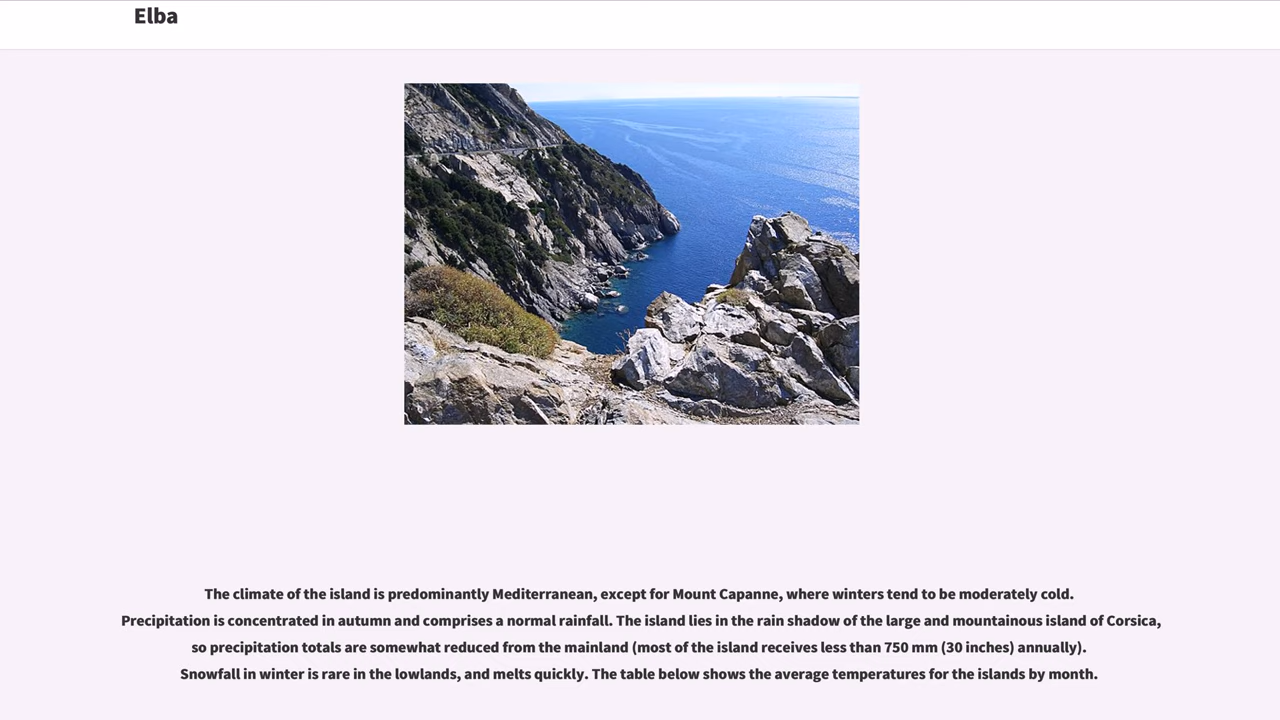 Elba
The climate of the island is predominantly Mediterranean, except for Mount Capanne, where winters tend to be moderately cold.
Precipitation is concentrated in autumn and comprises a normal rainfall. The island lies in the rain shadow of the large and mountainous island of Corsica,
so precipitation totals are somewhat reduced from the mainland (most of the island receives less than 750 mm (30 inches) annually).
Snowfall in winter is rare in the lowlands, and melts quickly. The table below shows the average temperatures for the islands by month.